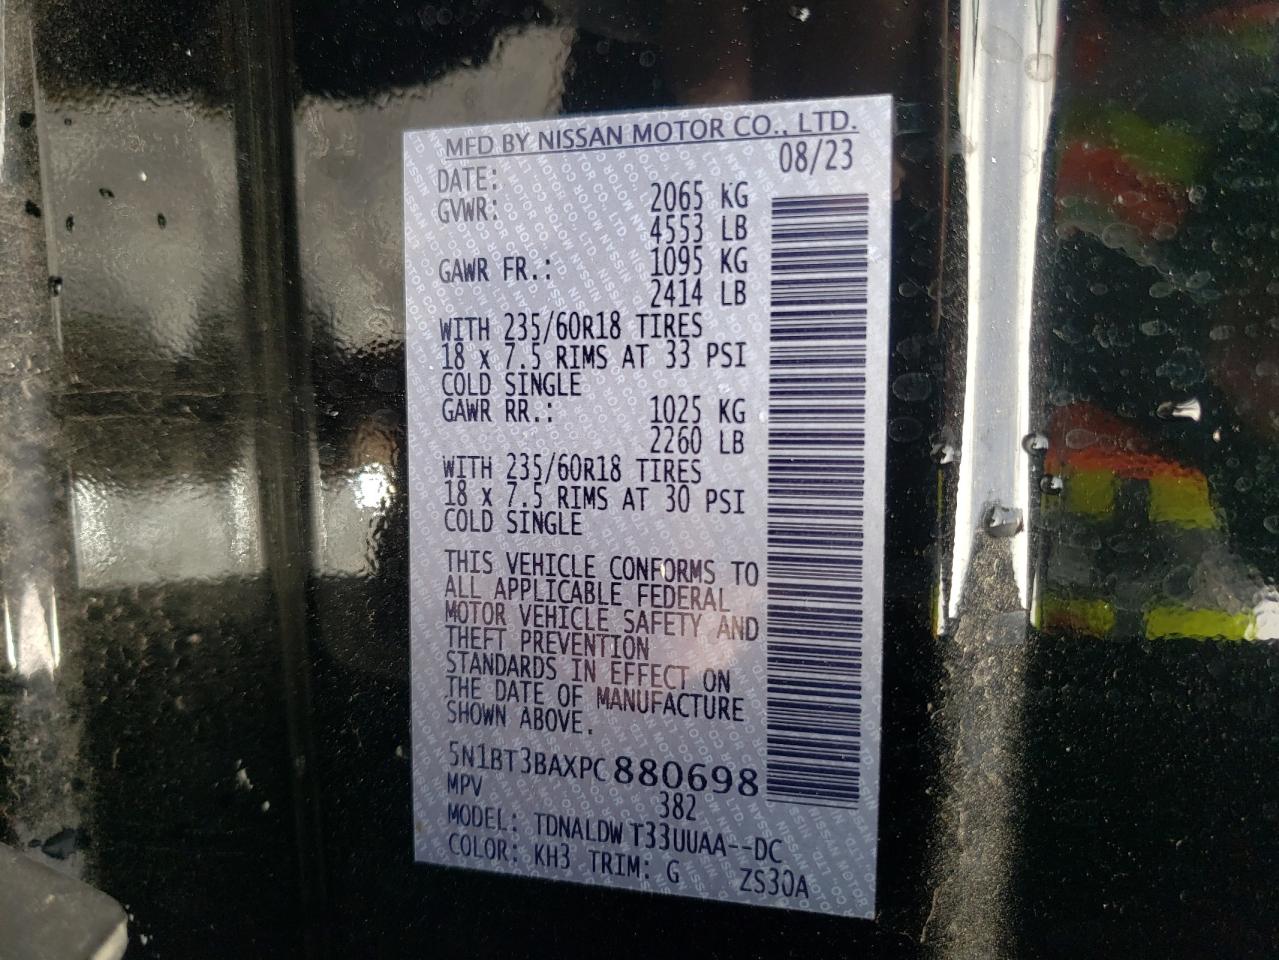 MFD BY NISSAN MOTOR CO., LTD.
DATE: 08/23
GVWR: 2065 KG
4553 LB
GAWR FR.: 1095 KG
2414 LB
WITH 235/60R18 TIRES
18 x 7.5 RIMS AT 33 PSI
COLD SINGLE
GAWR RR.: 1025 KG
2260 LB
WITH 235/60R18 TIRES
18 x 7.5 RIMS AT 30 PSI
COLD SINGLE
THIS VEHICLE CONFORMS TO
ALL APPLICABLE FEDERAL
MOTOR VEHICLE SAFETY AND
THEFT PREVENTION
STANDARDS IN EFFECT ON
THE DATE OF MANUFACTURE
SHOWN ABOVE.
5N1BT3BAXPC880698
MPV 382
MODEL: TDNALDW T33UUAA--DC
COLOR: KH3 TRIM: G ZS30A